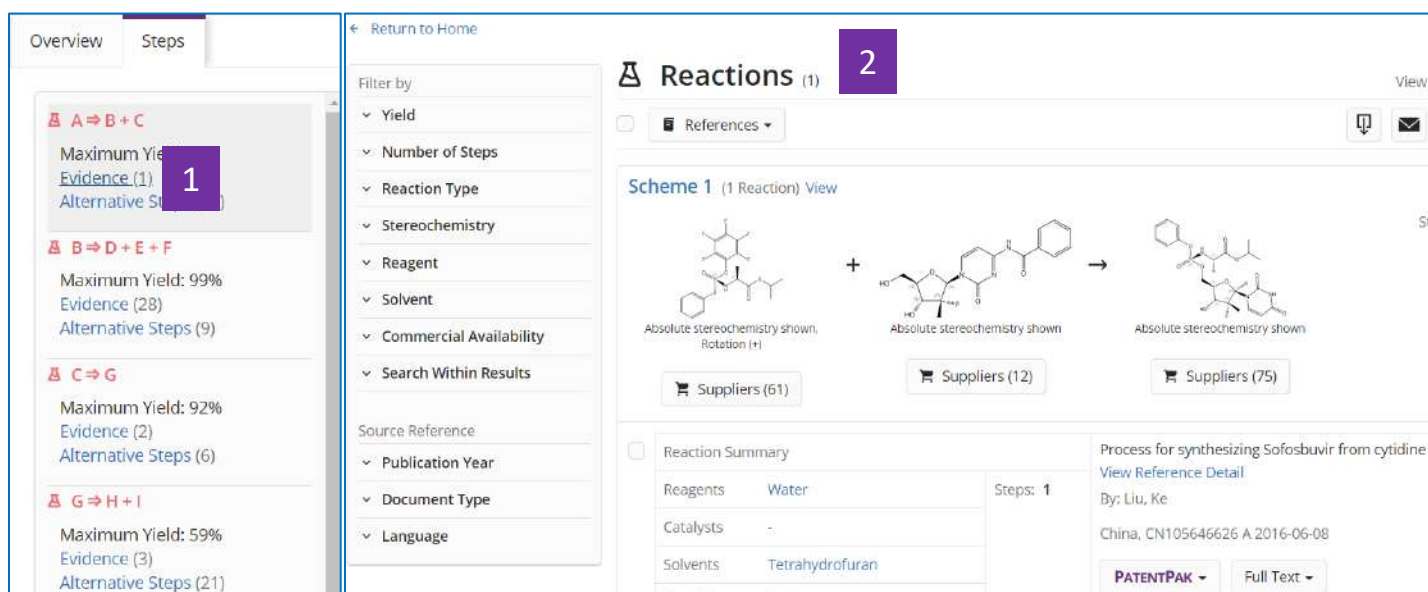 Overview Steps
A⇒B+C
Maximum Yie
Evidence (1)
1
Alternative St
B⇒D+E+F
Maximum Yield: 99%
Evidence (28)
Alternative Steps (9)
C⇒G
Maximum Yield: 92%
Evidence (2)
Alternative Steps (6)
G⇒H+I
Maximum Yield: 59%
Evidence (3)
Alternative Steps (21)
← Return to Home
Filter by
Yield
Number of Steps
Reaction Type
Stereochemistry
Reagent
Solvent
Commercial Availability
Search Within Results
Source Reference
Publication Year
Document Type
Language
Reactions (1)
2
View
References
Scheme 1 (1 Reaction) View
+ →
Absolute stereochemistry shown,
Rotation (+)
Suppliers (61)
Absolute stereochemistry shown
Suppliers (12)
Absolute stereochemistry shown
Suppliers (75)
Reaction Summary
Reagents Water
Catalysts -
Solvents Tetrahydrofuran
Steps: 1
Process for synthesizing Sofosbuvir from cytidine
View Reference Detail
By: Liu, Ke
China, CN105646626 A 2016-06-08
PATENTPAK Full Text